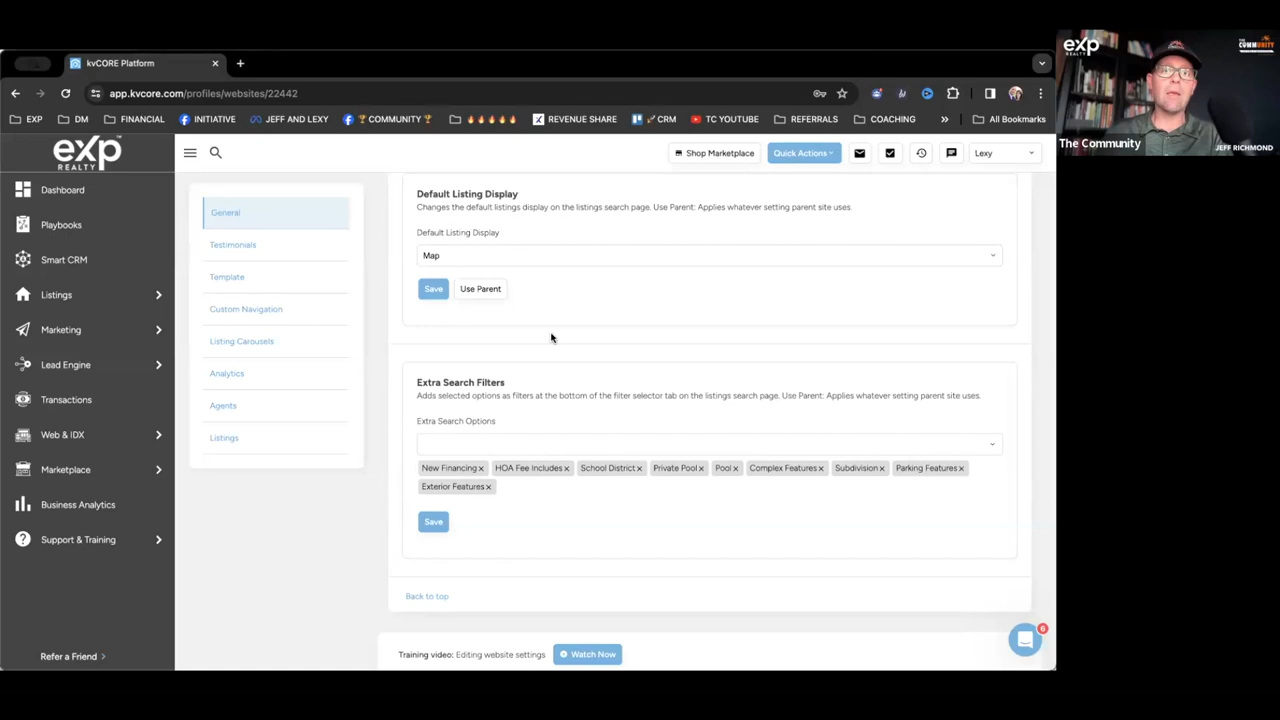 kvCORE Platform
app.kvcore.com/profiles/websites/22442
EXP DM FINANCIAL INITIATIVE JEFF AND LEXY COMMUNITY REVENUE SHARE CRM TC YOUTUBE REFERRALS COACHING » All Bookmarks
exp REALTY
THE COMMUNITY
The Community
JEFF RICHMOND
exp REALTY
Shop Marketplace Quick Actions Lexy
Dashboard
Playbooks
Smart CRM
Listings
Marketing
Lead Engine
Transactions
Web & IDX
Marketplace
Business Analytics
Support & Training
Refer a Friend
General
Testimonials
Template
Custom Navigation
Listing Carousels
Analytics
Agents
Listings
Default Listing Display
Changes the default listings display on the listings search page. Use Parent: Applies whatever setting parent site uses.
Default Listing Display
Map
Save Use Parent
Extra Search Filters
Adds selected options as filters at the bottom of the filter selector tab on the listings search page. Use Parent: Applies whatever setting parent site uses.
Extra Search Options
New Financing × HOA Fee Includes × School District × Private Pool × Pool × Complex Features × Subdivision × Parking Features ×
Exterior Features ×
Save
Back to top
Training video: Editing website settings Watch Now
6